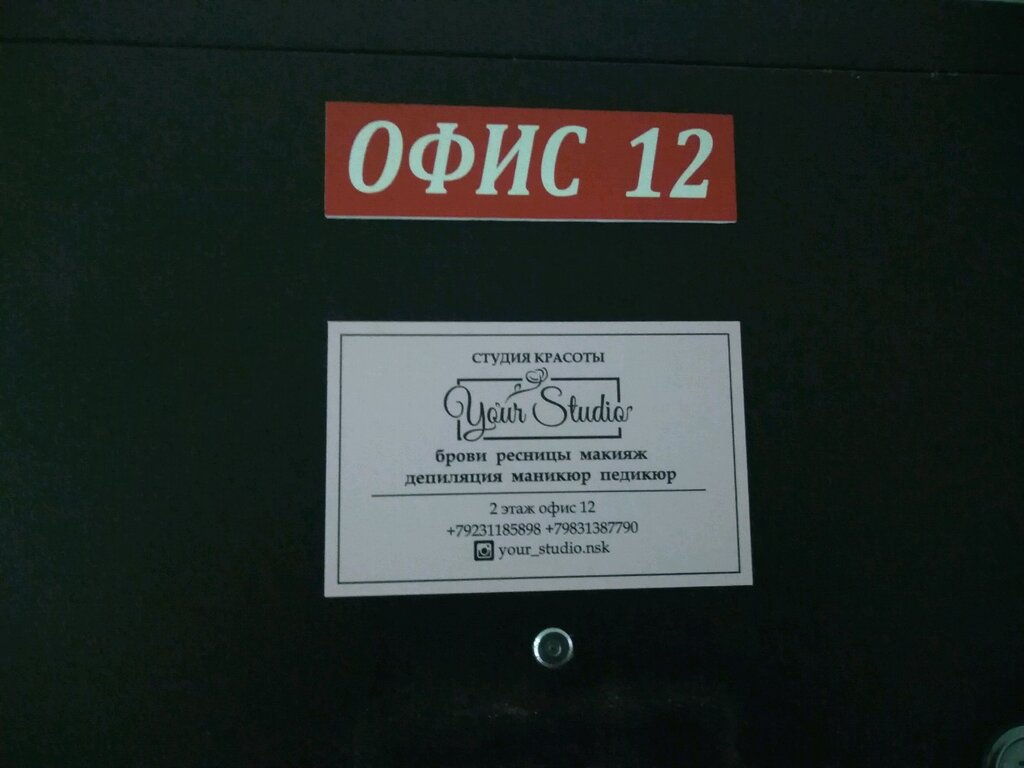 ОФИС 12
СТУДИЯ КРАСОТЫ
Your Studio
брови ресницы макияж
депиляция маникюр педикюр
2 этаж офис 12
+79231185898 +79831387790
your_studio.nsk